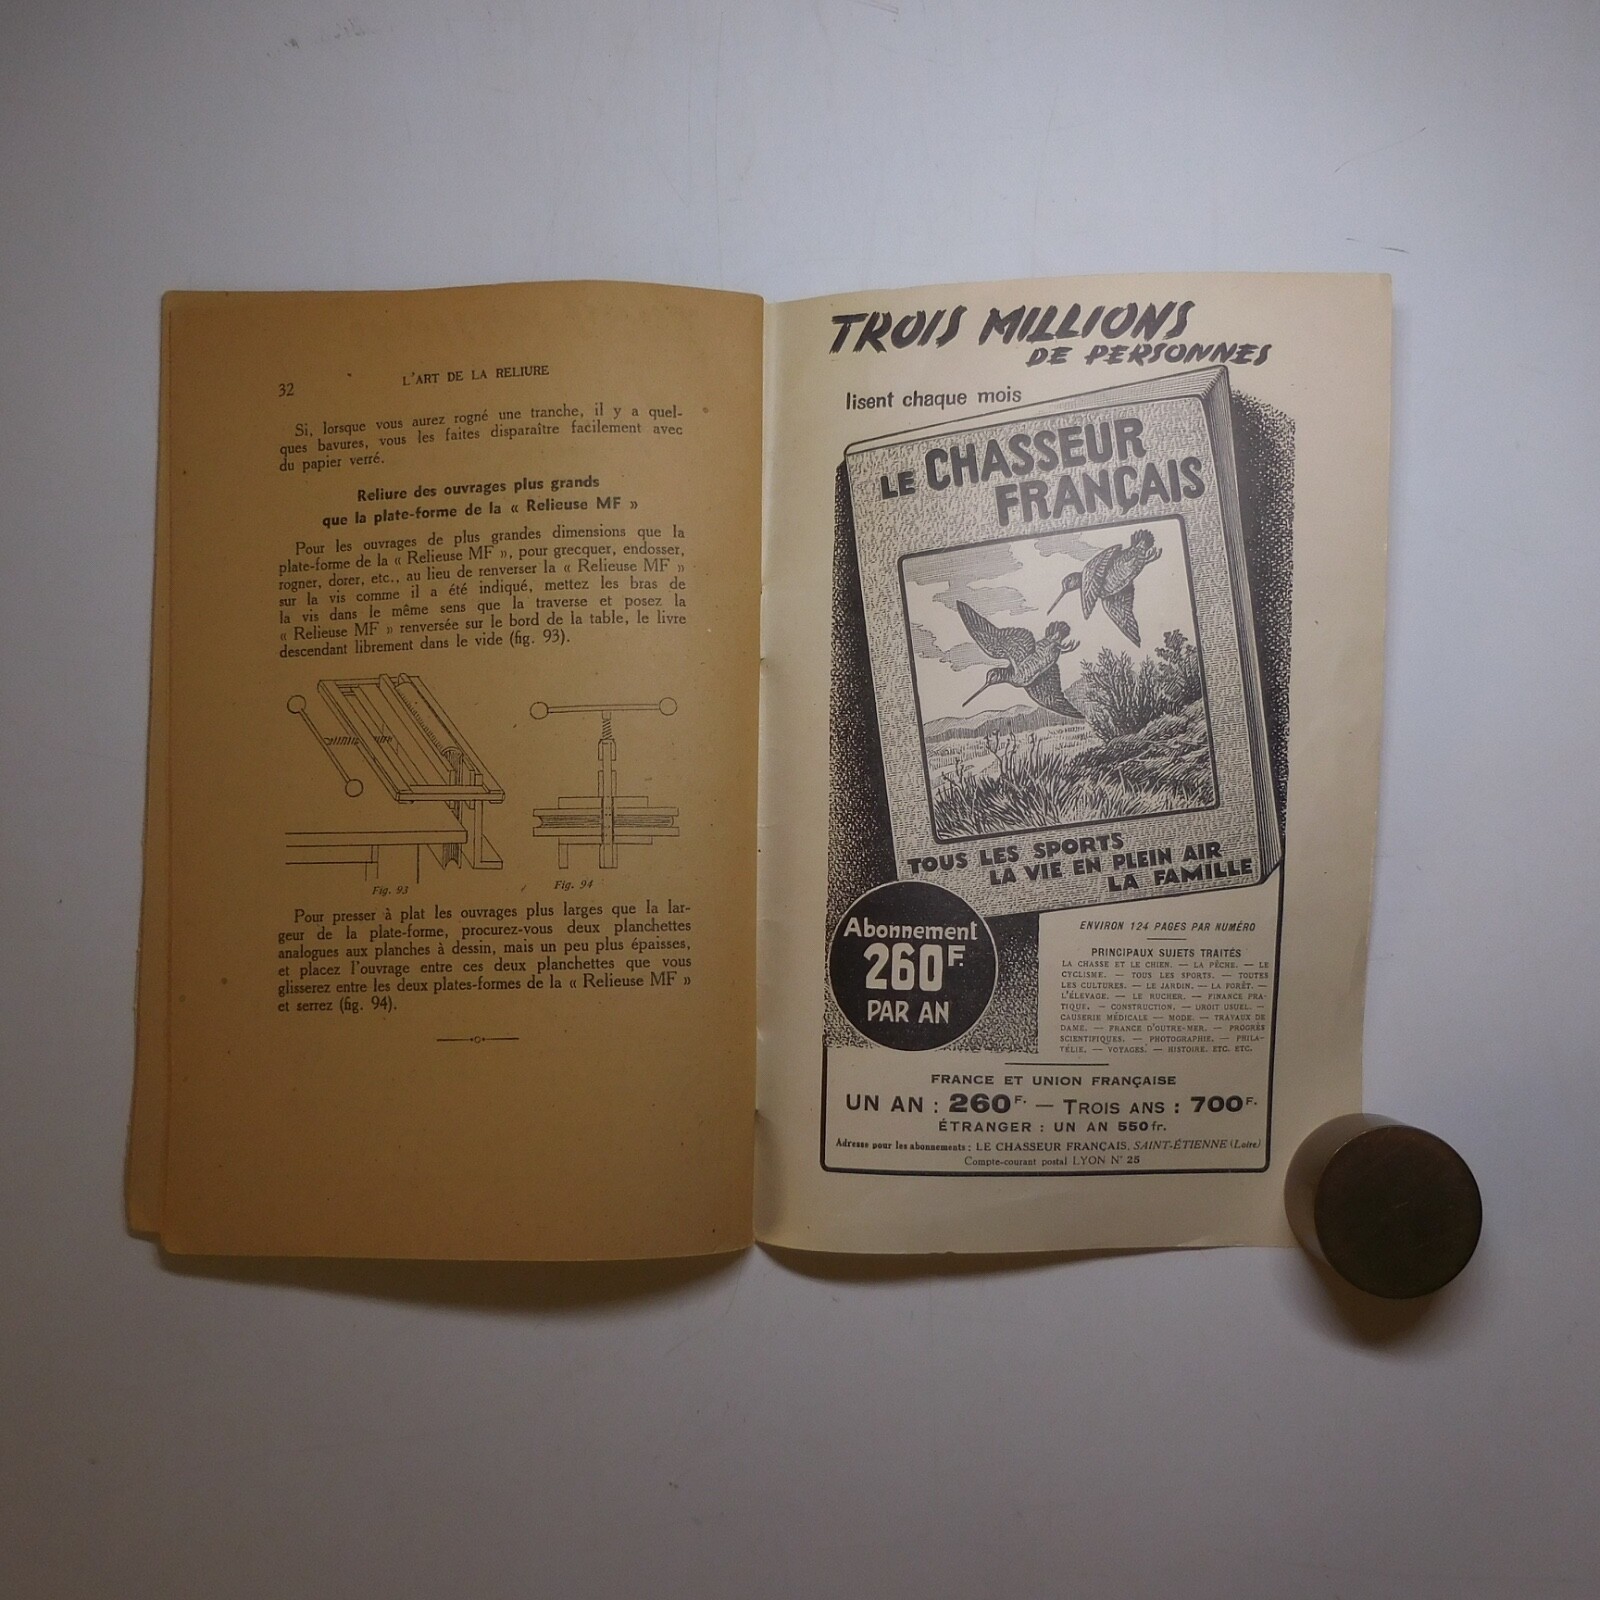 32
L'ART DE LA RELIURE
Si, lorsque vous aurez rogné une tranche, il y a quel-
ques bavures, vous les faites disparaître facilement avec
du papier verré.
Reliure des ouvrages plus grands
que la plate-forme de la « Relieuse MF »
Pour les ouvrages de plus grandes dimensions que la
plate-forme de la « Relieuse MF », pour grecquer, endosser,
rogner, dorer, etc., au lieu de renverser la « Relieuse MF »
sur la vis comme il a été indiqué, mettez les bras de
la vis dans le même sens que la traverse et posez la
« Relieuse MF » renversée sur le bord de la table, le livre
descendant librement dans le vide (fig. 93).
Fig. 93
Fig. 94
Pour presser à plat les ouvrages plus larges que la lar-
geur de la plate-forme, procurez-vous deux planchettes
analogues aux planches à dessin, mais un peu plus épaisses,
et placez l'ouvrage entre ces deux planchettes que vous
glisserez entre les deux plates-formes de la « Relieuse MF »
et serrez (fig. 94).
TROIS MILLIONS
DE PERSONNES
lisent chaque mois
LE CHASSEUR
FRANÇAIS
TOUS LES SPORTS
LA VIE EN PLEIN AIR
LA FAMILLE
Abonnement
260F.
PAR AN
ENVIRON 124 PAGES PAR NUMÉRO
PRINCIPAUX SUJETS TRAITÉS
LA CHASSE ET LE CHIEN. — LA PÊCHE. — LE
CYCLISME. — TOUS LES SPORTS. — TOUTES
LES CULTURES. — LE JARDIN. — LA FORÊT. —
L'ÉLEVAGE. — LE RUCHER. — FINANCE PRA-
TIQUE. — CONSTRUCTION. — DROIT USUEL. —
CAUSERIE MÉDICALE — MODE. — TRAVAUX DE
DAME. — FRANCE D'OUTRE-MER. — PROGRÈS
SCIENTIFIQUES. — PHOTOGRAPHIE. — PHILA-
TÉLIE. — VOYAGES. — HISTOIRE. ETC. ETC.
FRANCE ET UNION FRANÇAISE
UN AN : 260F. — TROIS ANS : 700F.
ÉTRANGER : UN AN 550 fr.
Adresse pour les abonnements : LE CHASSEUR FRANÇAIS, SAINT-ÉTIENNE (Loire)
Compte-courant postal LYON N° 25